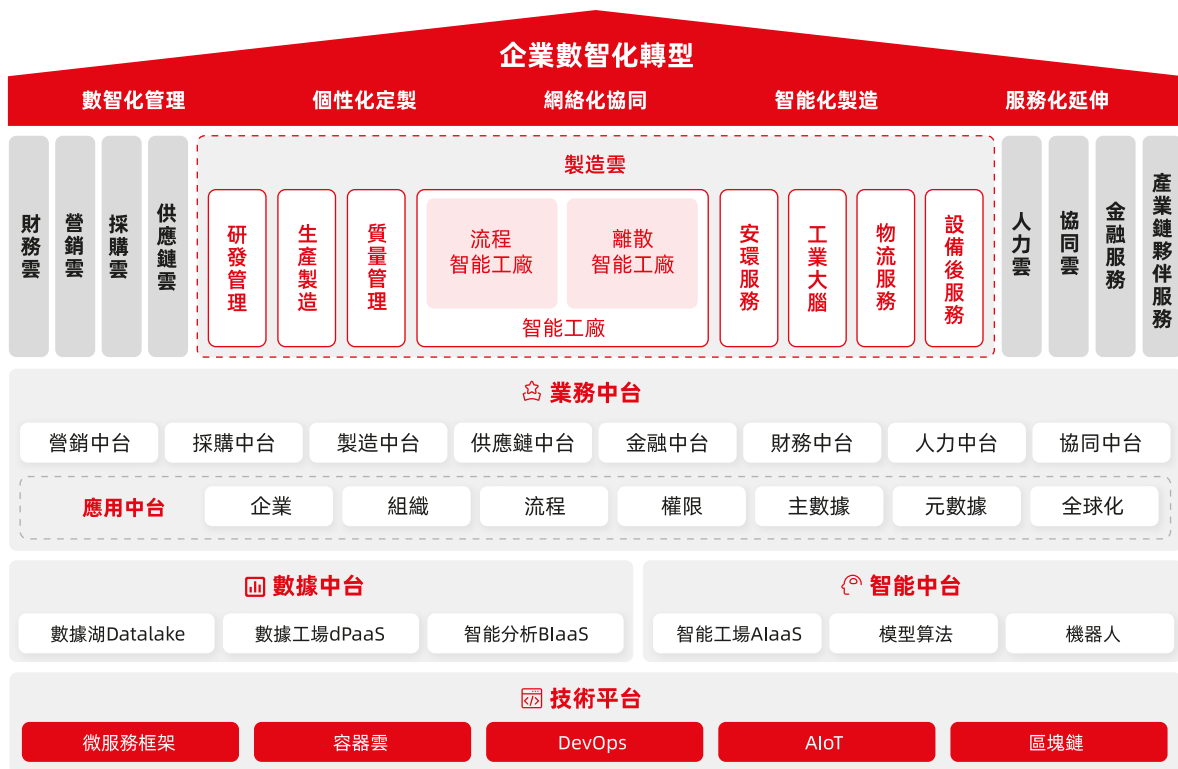 企業數智化轉型
數智化管理
個性化定製
網絡化協同
智能化製造
服務化延伸
財務雲
營銷雲
採購雲
供應鏈雲
製造雲
研發管理
生產製造
質量管理
流程
智能工廠
離散
智能工廠
智能工廠
安環服務
工業大腦
物流服務
設備後服務
人力雲
協同雲
金融服務
產業鏈夥伴服務
業務中台
營銷中台
採購中台
製造中台
供應鏈中台
金融中台
財務中台
人力中台
協同中台
應用中台
企業
組織
流程
權限
主數據
元數據
全球化
數據中台
數據湖Datalake
數據工場dPaaS
智能分析BIaaS
智能中台
智能工場AIaaS
模型算法
機器人
技術平台
微服務框架
容器雲
DevOps
AIoT
區塊鏈